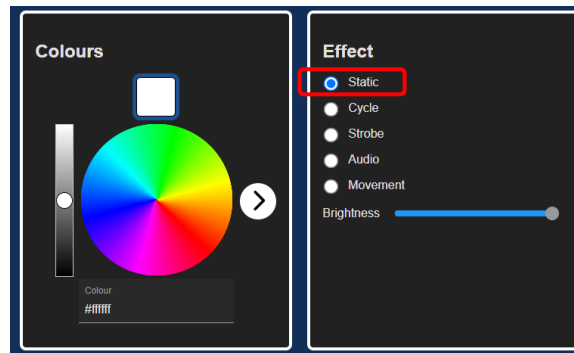 Colours
Colour
#ffffff
Effect
Static
Cycle
Strobe
Audio
Movement
Brightness